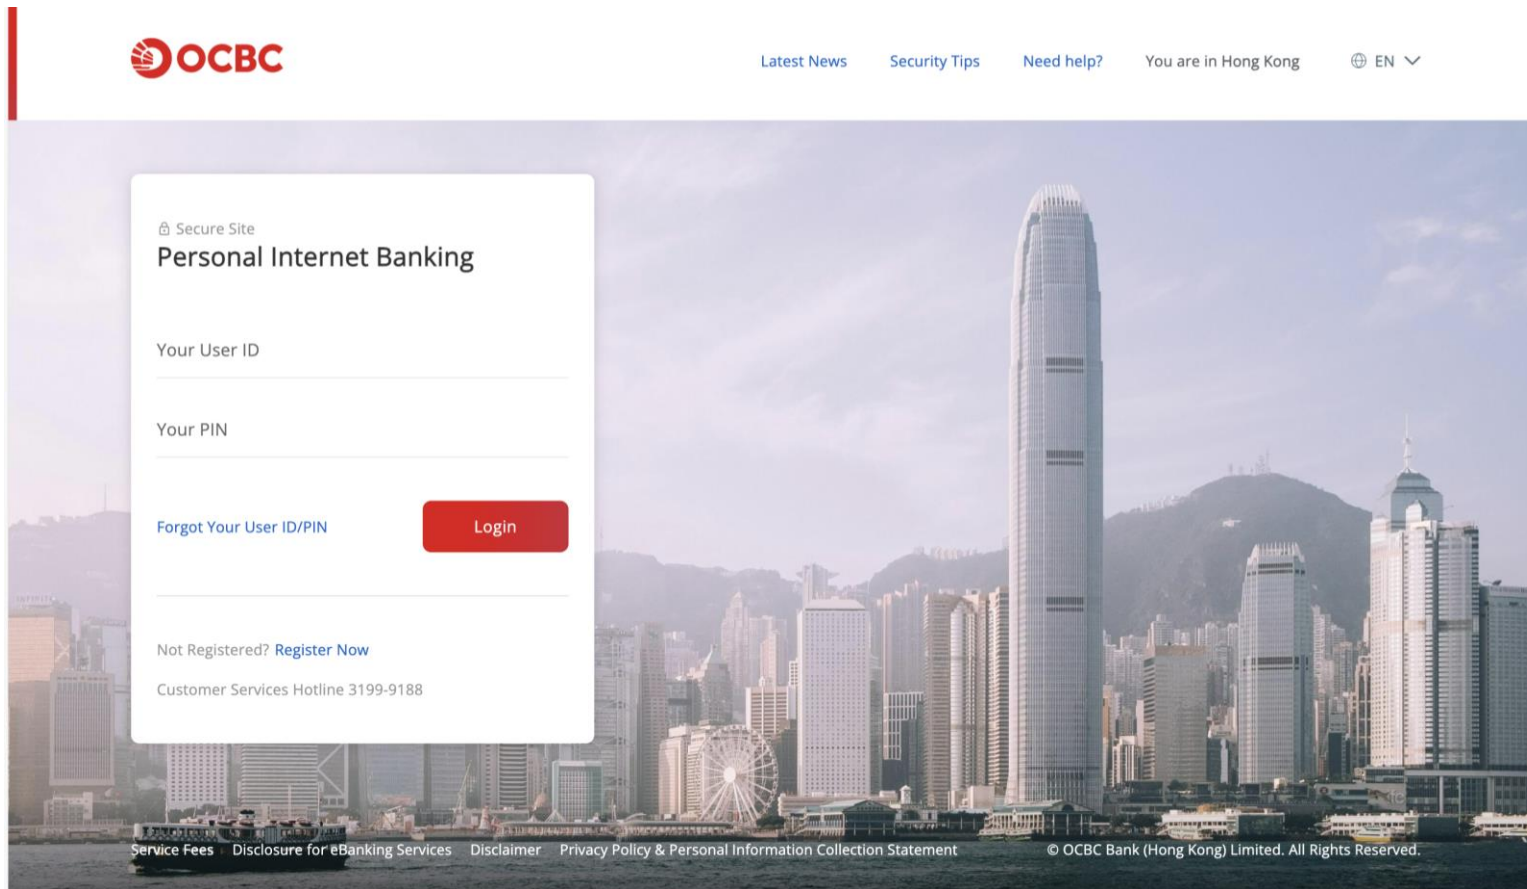 OCBC
Latest News Security Tips Need help? You are in Hong Kong EN
Secure Site
Personal Internet Banking
Your User ID
Your PIN
Forgot Your User ID/PIN Login
Not Registered? Register Now
Customer Services Hotline 3199-9188
Service Fees Disclosure for eBanking Services Disclaimer Privacy Policy & Personal Information Collection Statement © OCBC Bank (Hong Kong) Limited. All Rights Reserved.